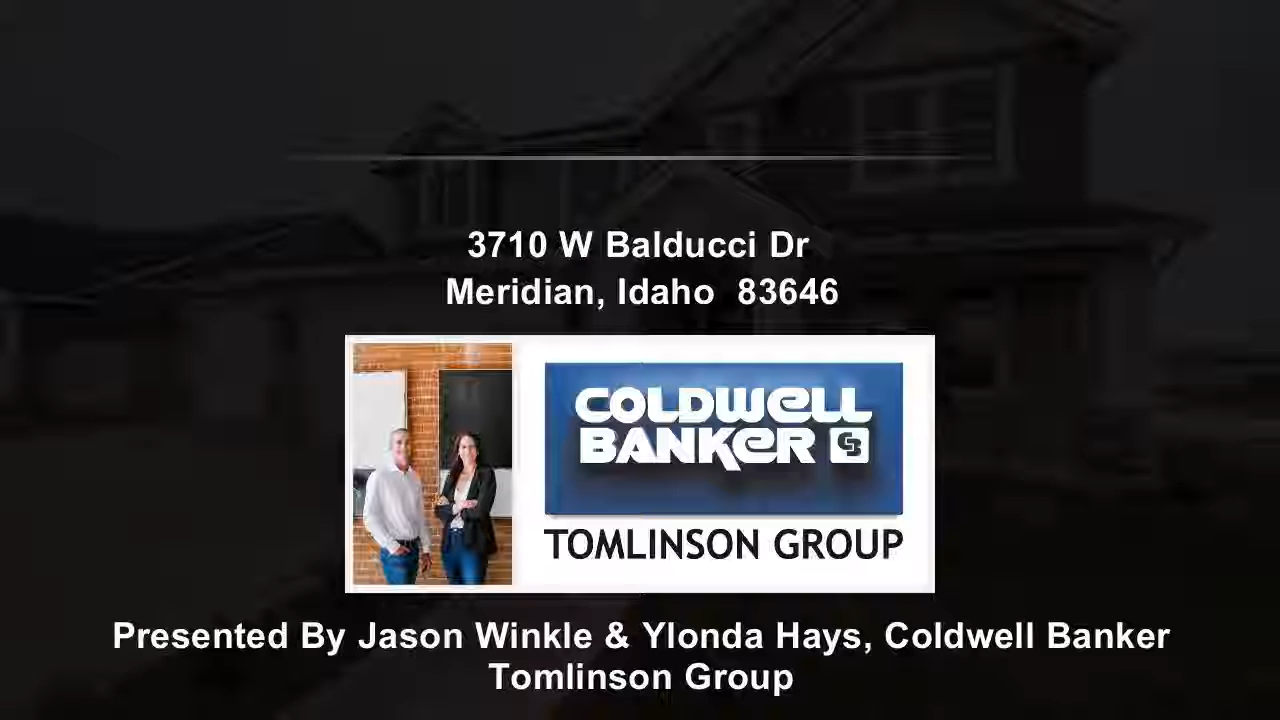 3710 W Balducci Dr
Meridian, Idaho  83646
COLDWELL
BANKER CB
TOMLINSON GROUP
Presented By Jason Winkle & Ylonda Hays, Coldwell Banker
Tomlinson Group